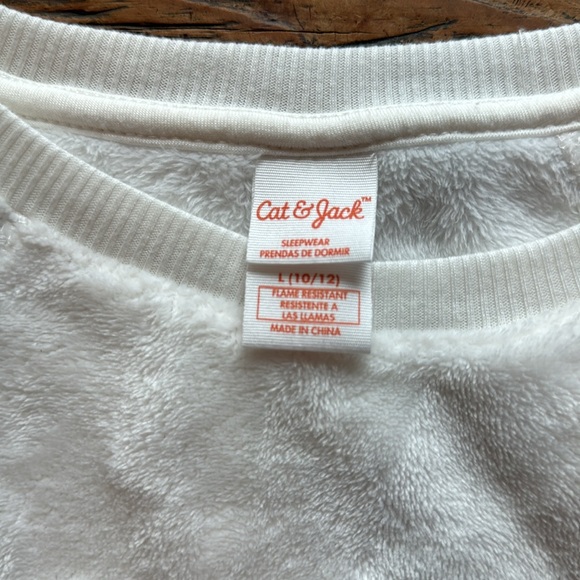 Cat & Jack™
SLEEPWEAR
PRENDAS DE DORMIR
L (10/12)
FLAME RESISTANT
RESISTENTE A
LAS LLAMAS
MADE IN CHINA